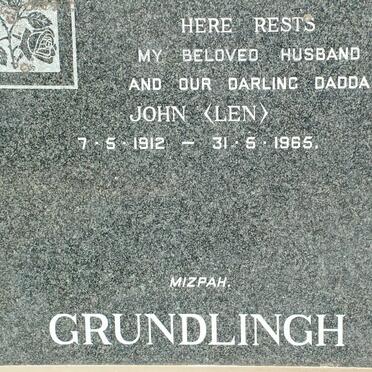 HERE RESTS
MY BELOVED HUSBAND
AND OUR DARLING DADDA
JOHN ‹LEN›
7·5·1912 — 31·5·1965.
MIZPAH.
GRUNDLINGH